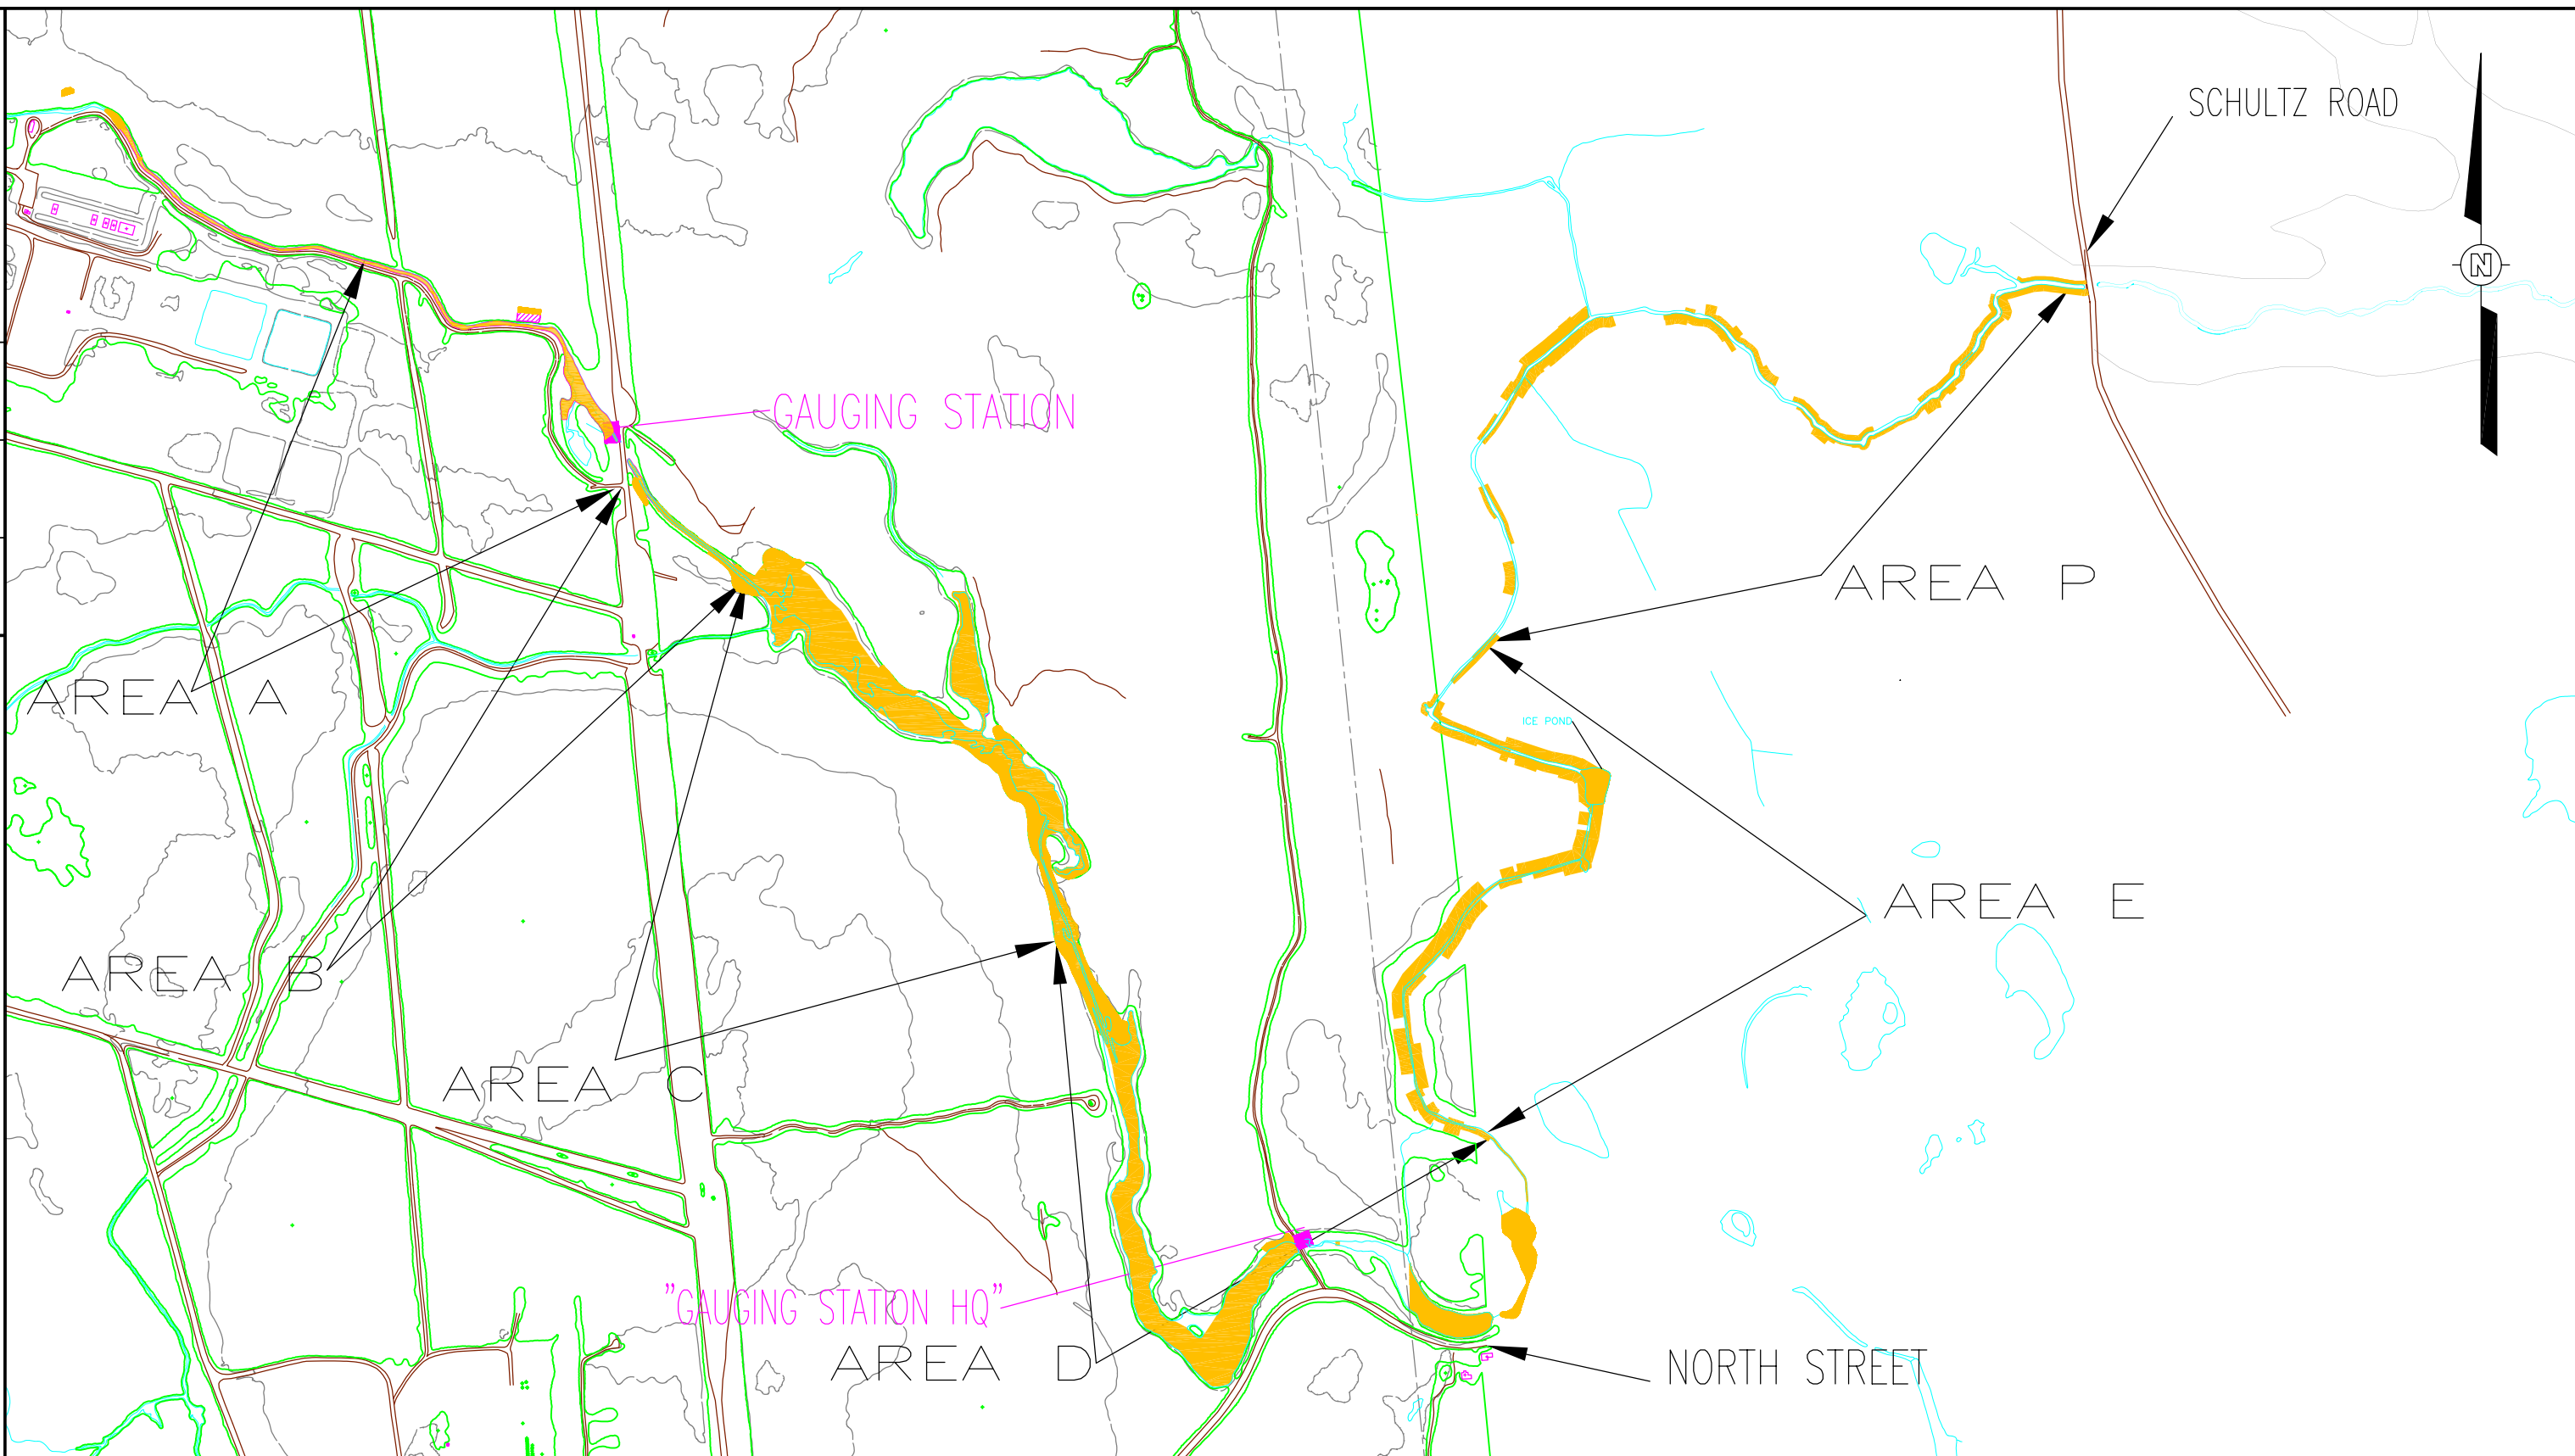 SCHULTZ ROAD
N
GAUGING STATION
AREA P
AREA A
ICE POND
AREA E
AREA B
AREA C
"GAUGING STATION HQ"
AREA D
NORTH STREET